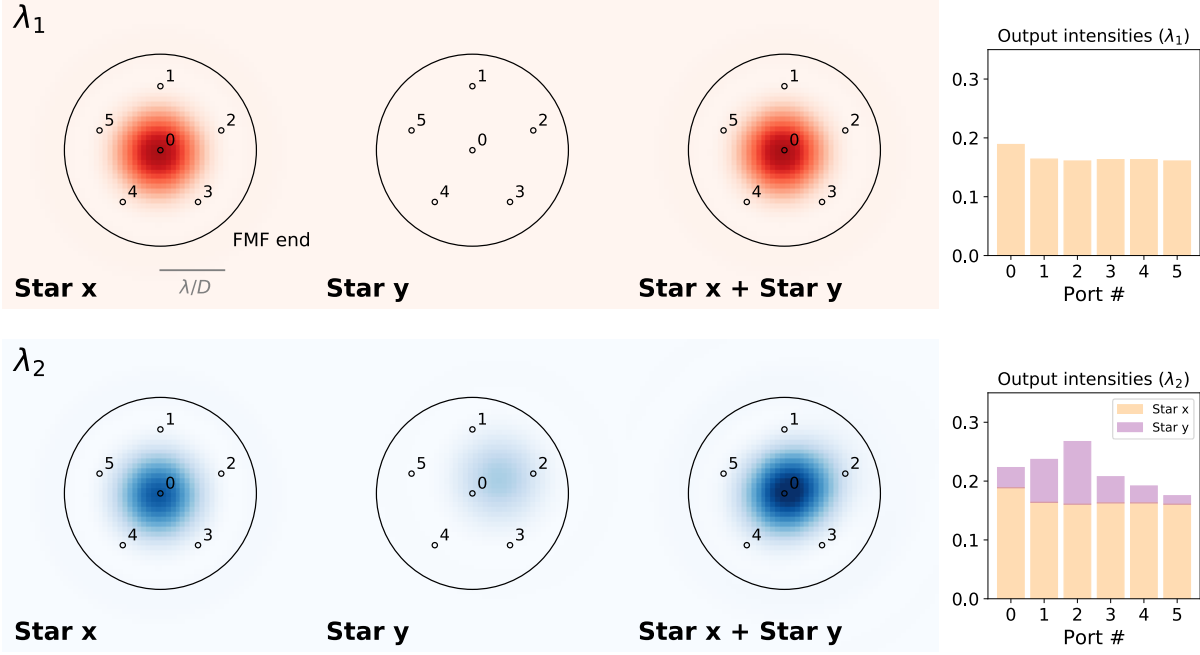 λ1
1
5
2
0
4
3
FMF end
λ/D
Star x
1
5
2
0
4
3
Star y
1
5
2
0
4
3
Star x + Star y
Output intensities (λ1)
0.3
0.2
0.1
0.0
0 1 2 3 4 5
Port #
λ2
1
5
2
0
4
3
Star x
1
5
2
0
4
3
Star y
1
5
2
0
4
3
Star x + Star y
Output intensities (λ2)
Star x
Star y
0.3
0.2
0.1
0.0
0 1 2 3 4 5
Port #